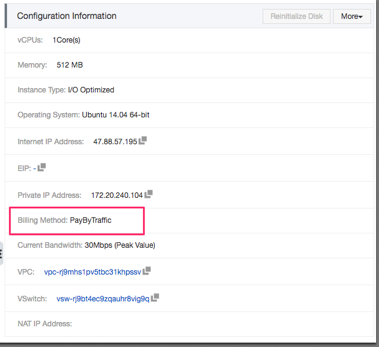 Configuration Information
Reinitialize Disk
More
vCPUs: 1Core(s)
Memory: 512 MB
Instance Type: I/O Optimized
Operating System: Ubuntu 14.04 64-bit
Internet IP Address: 47.88.57.195
EIP: -
Private IP Address: 172.20.240.104
Billing Method: PayByTraffic
Current Bandwidth: 30Mbps (Peak Value)
VPC: vpc-rj9mhs1pv5tbc31khpssv
VSwitch: vsw-rj9bt4ec9zqauhr8vig9q
NAT IP Address: